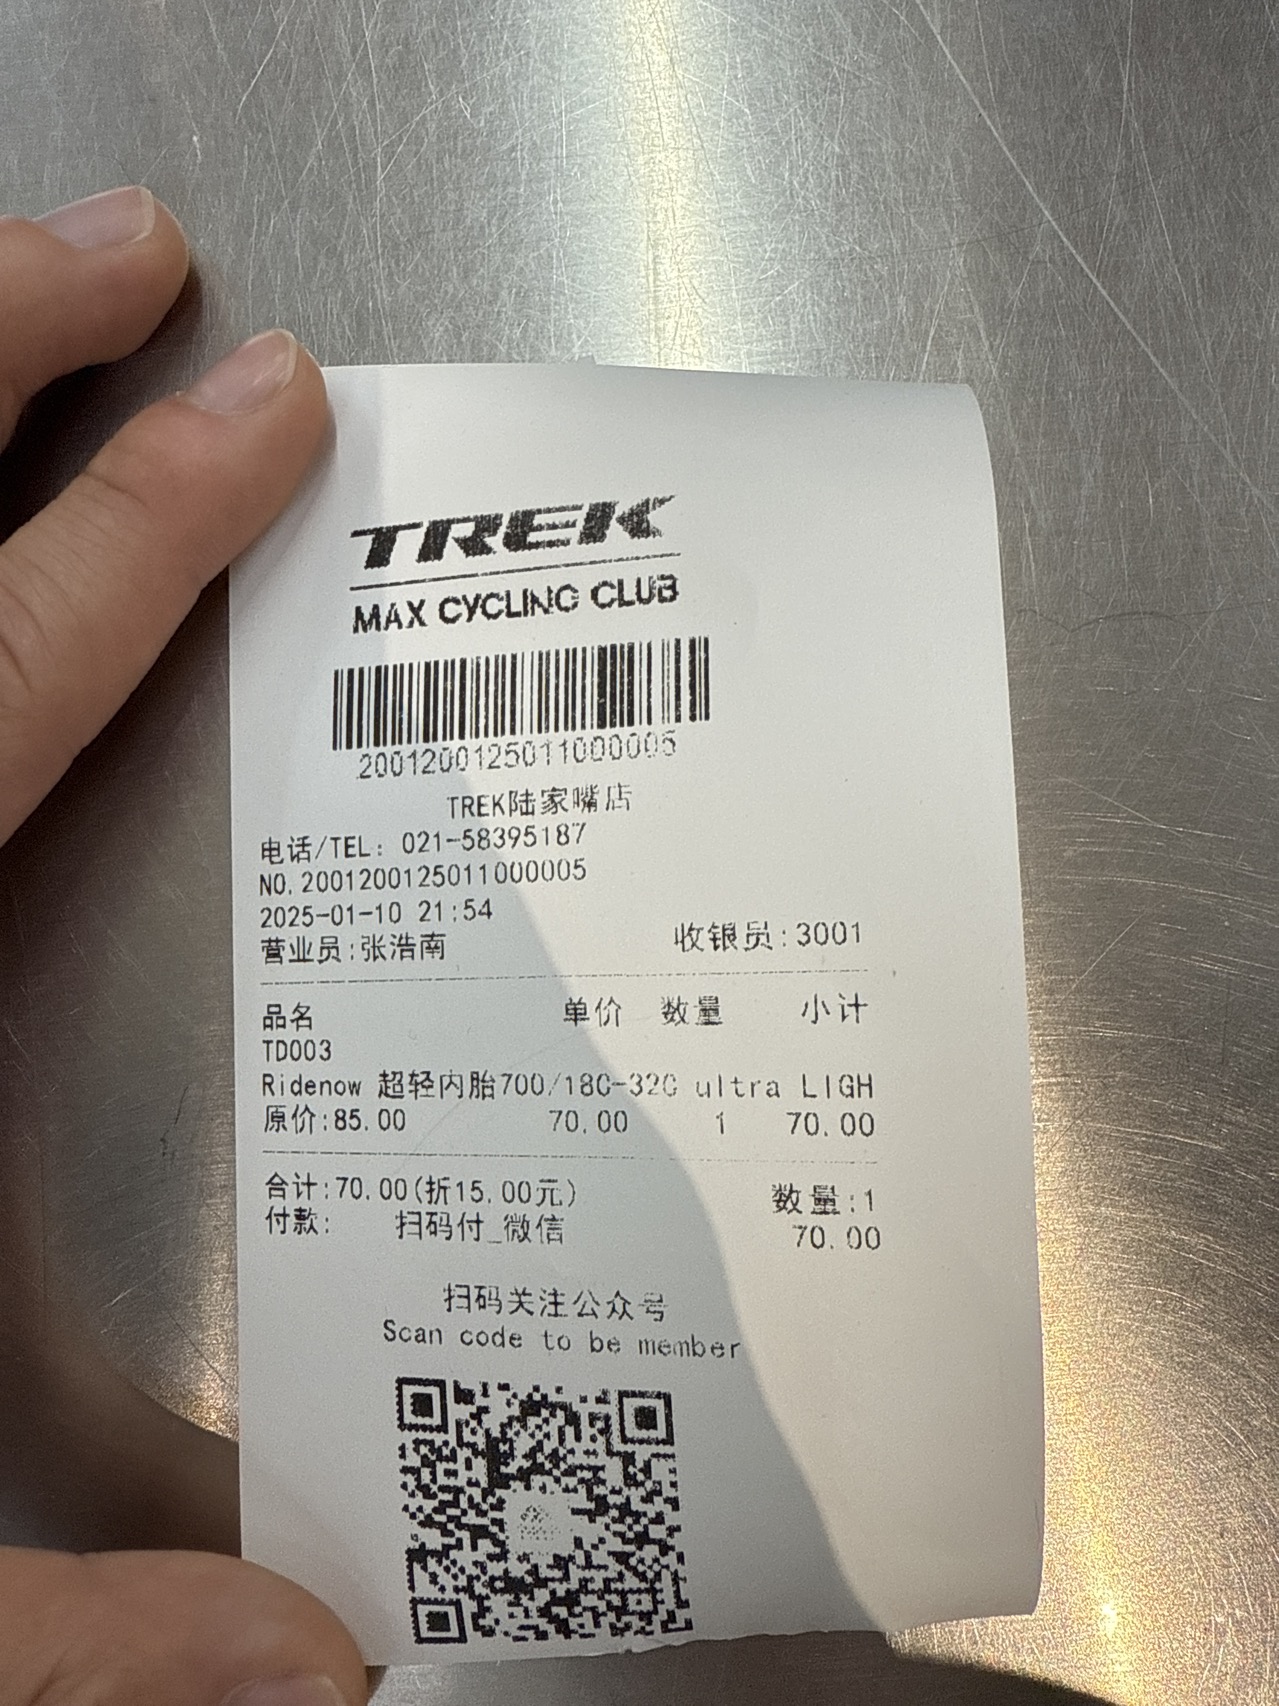 TREK
MAX CYCLING CLUB
2001200125011000005
TREK陆家嘴店
电话/TEL: 021-58395187
NO.2001200125011000005
2025-01-10 21:54
营业员:张浩南 收银员:3001
品名 单价 数量 小计
TD003
Ridenow 超轻内胎700/18C-32C ultra LIGH
原价:85.00 70.00 1 70.00
合计:70.00(折15.00元) 数量:1
付款: 扫码付_微信 70.00
扫码关注公众号
Scan code to be member